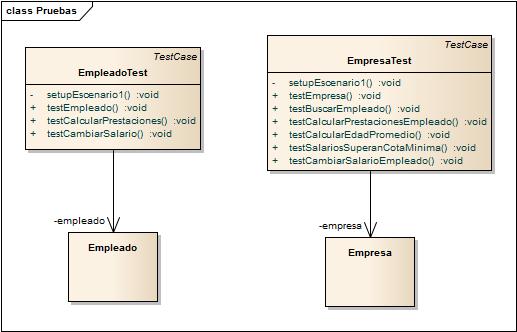 class Pruebas
TestCase
EmpleadoTest
- setupEscenario1() :void
+ testEmpleado() :void
+ testCalcularPrestaciones() :void
+ testCambiarSalario() :void
-empleado
Empleado
TestCase
EmpresaTest
- setupEscenario1() :void
+ testEmpresa() :void
+ testBuscarEmpleado() :void
+ testCalcularPrestacionesEmpleado() :void
+ testCalcularEdadPromedio() :void
+ testSalariosSuperanCotaMinima() :void
+ testCambiarSalarioEmpleado() :void
-empresa
Empresa